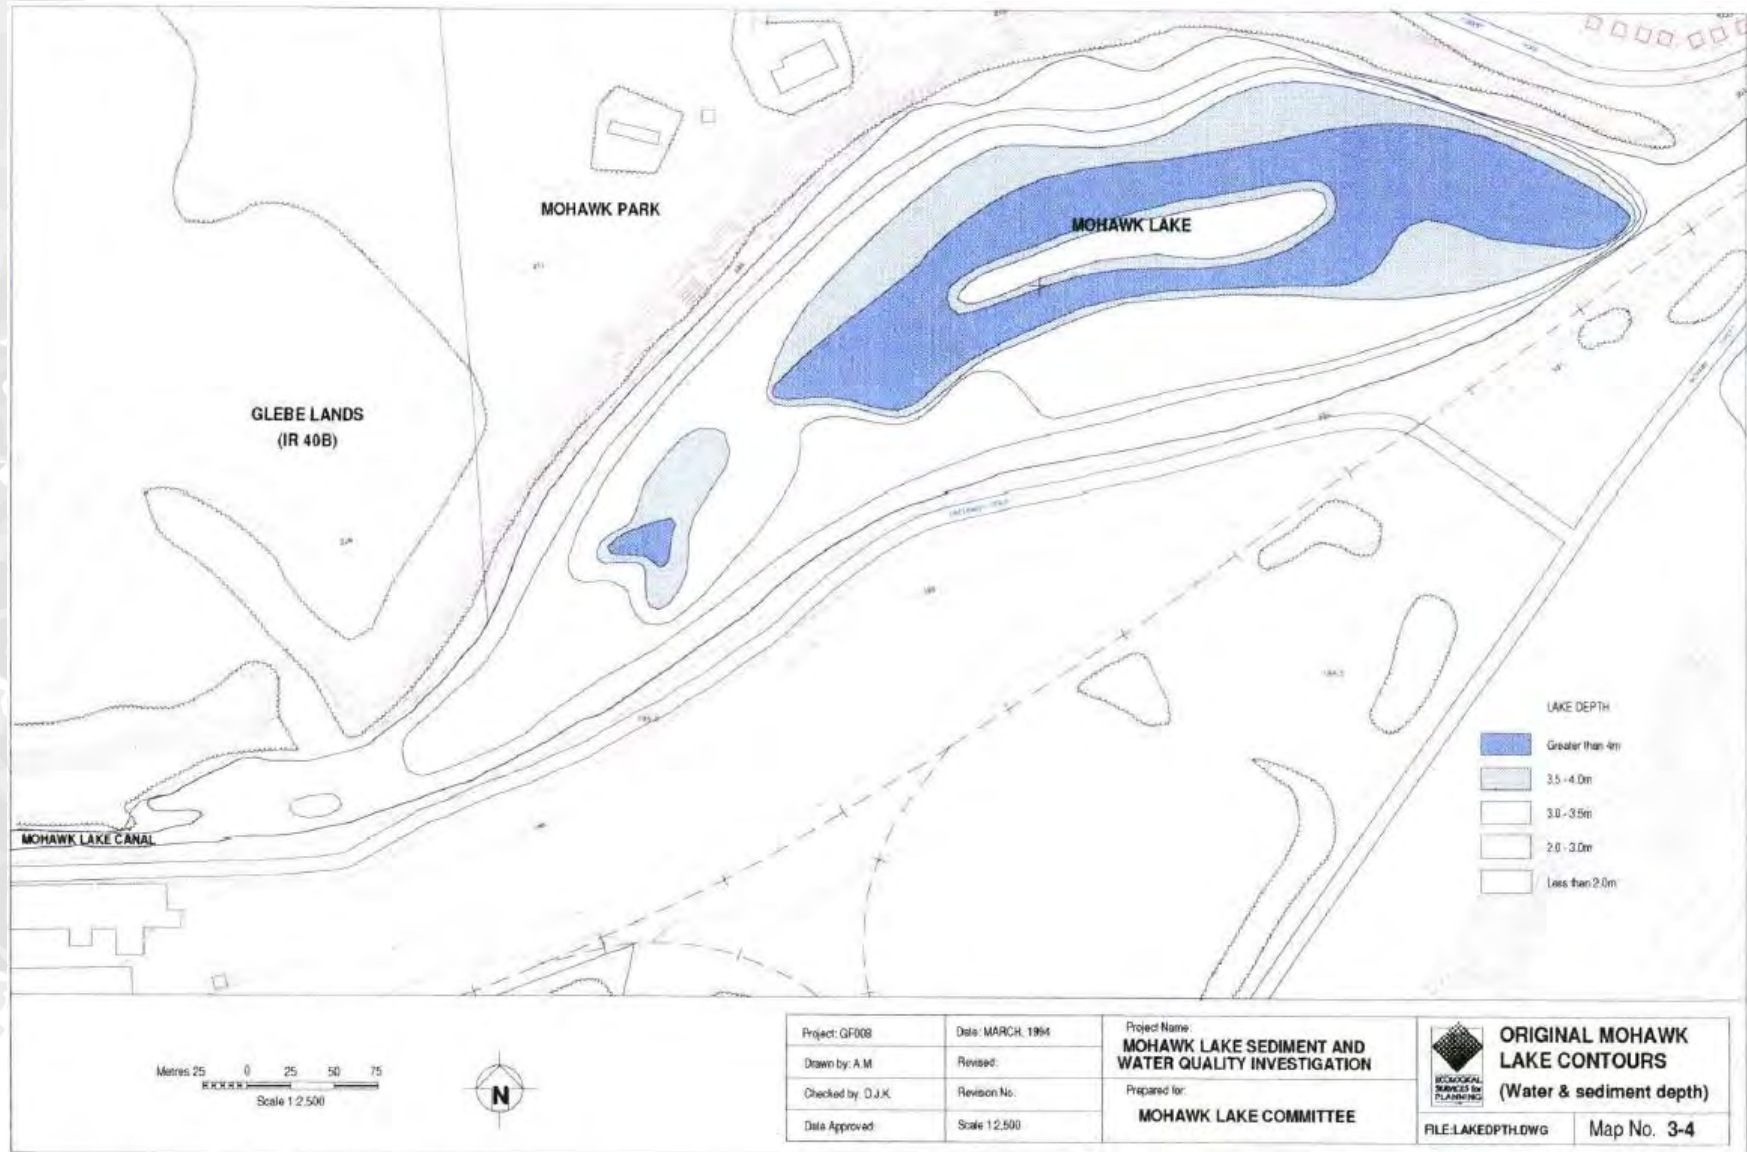 MOHAWK PARK
MOHAWK LAKE
GLEBE LANDS
(IR 40B)
MOHAWK LAKE CANAL
LAKE DEPTH
Greater than 4m
3.5 - 4.0m
3.0 - 3.5m
2.0 - 3.0m
Less than 2.0m
Metres 25 0 25 50 75
Scale 1:2,500
N
Project: GF008
Date: MARCH, 1994
Drawn by: A.M.
Revised:
Checked by: D.J.K.
Revision No.:
Date Approved:
Scale 1:2,500
Project Name:
MOHAWK LAKE SEDIMENT AND
WATER QUALITY INVESTIGATION
Prepared for:
MOHAWK LAKE COMMITTEE
ECOLOGICAL
SERVICES for
PLANNING
ORIGINAL MOHAWK
LAKE CONTOURS
(Water & sediment depth)
FILE:LAKEDPTH.DWG
Map No. 3-4